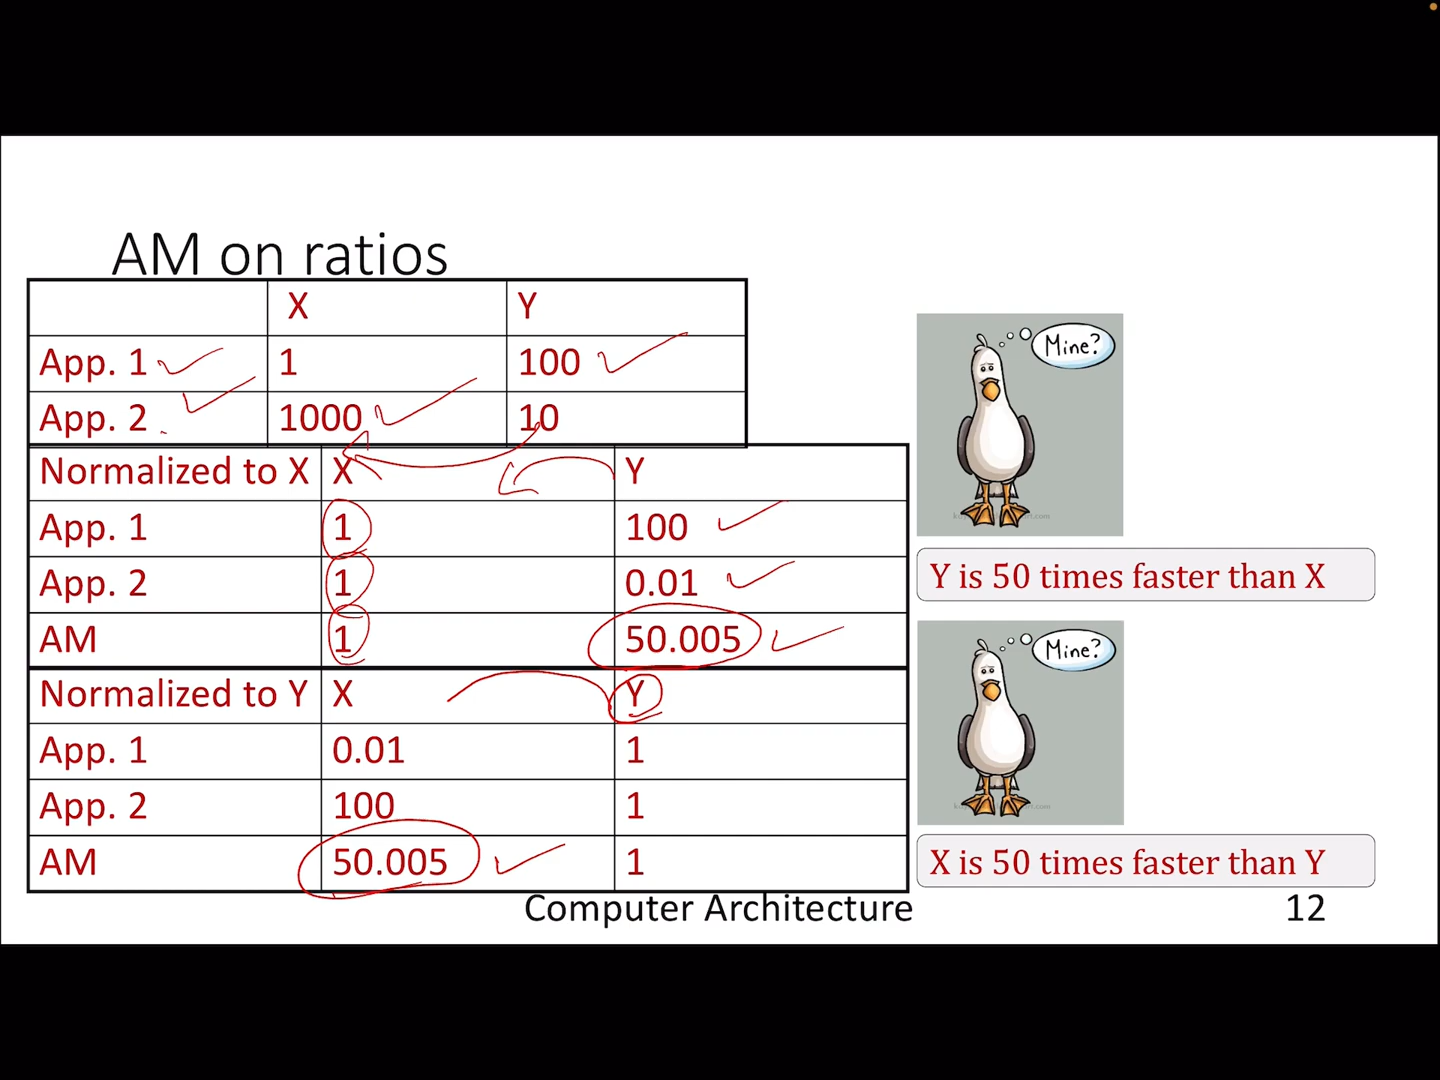 AM on ratios
X Y
App. 1 1 100
App. 2 1000 10
Normalized to X X Y
App. 1 1 100
App. 2 1 0.01
AM 1 50.005
Normalized to Y X Y
App. 1 0.01 1
App. 2 100 1
AM 50.005 1
Mine?
Y is 50 times faster than X
Mine?
X is 50 times faster than Y
Computer Architecture
12